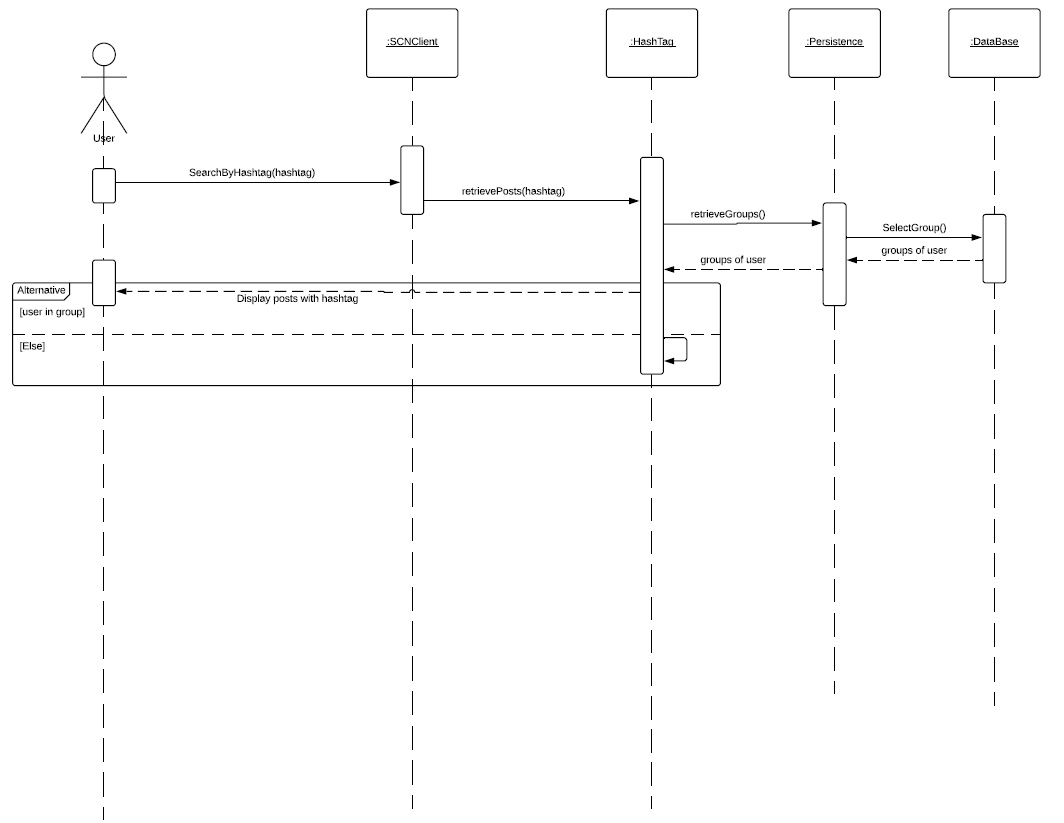 :SCNClient
:HashTag
:Persistence
:DataBase
User
SearchByHashtag(hashtag)
retrievePosts(hashtag)
retrieveGroups()
SelectGroup()
groups of user
groups of user
Alternative
Display posts with hashtag
[user in group]
[Else]